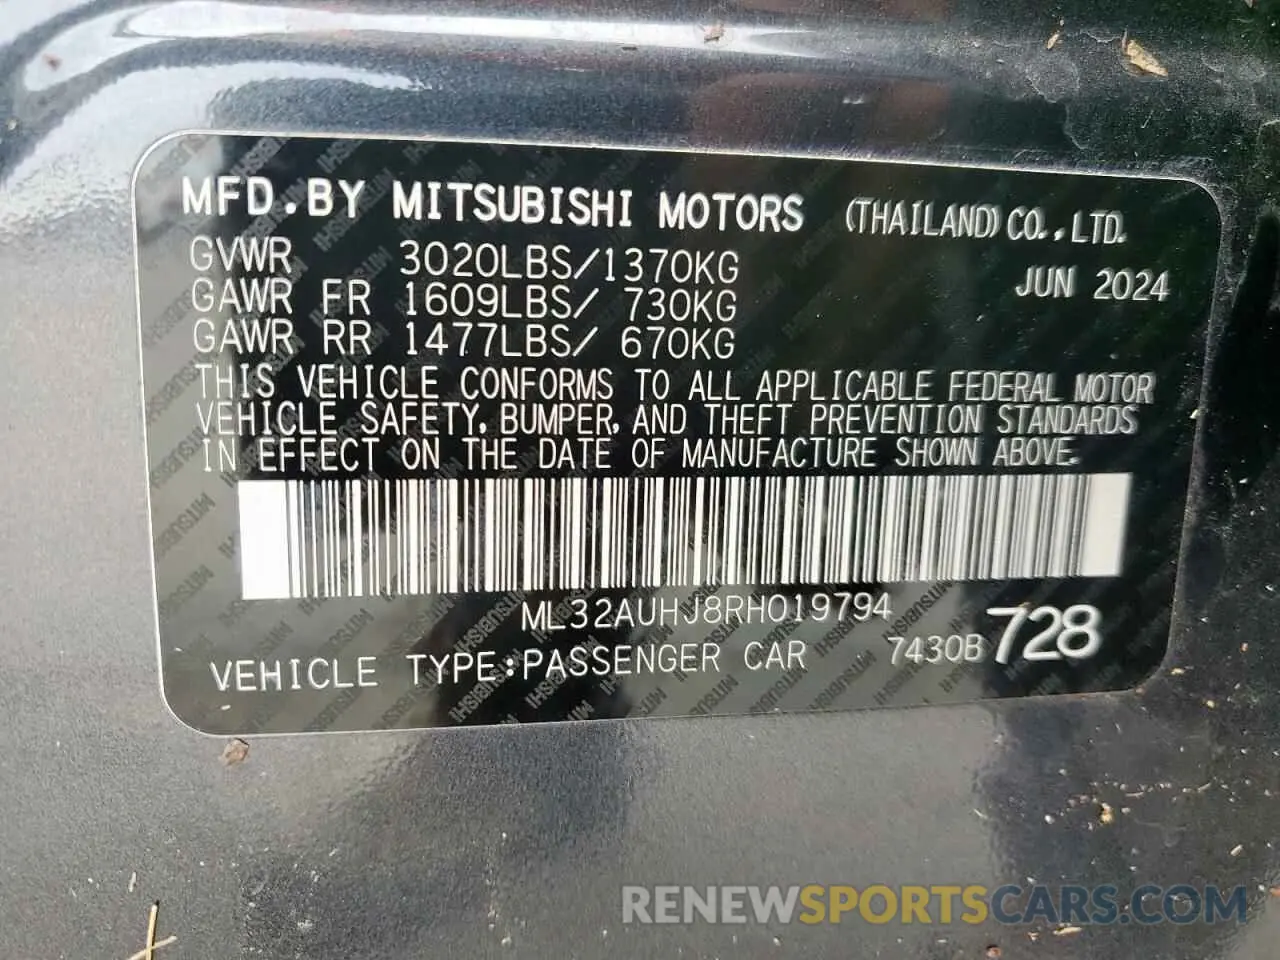 MFD.BY MITSUBISHI MOTORS (THAILAND) CO.,LTD.
GVWR 3020LBS/1370KG JUN 2024
GAWR FR 1609LBS/ 730KG
GAWR RR 1477LBS/ 670KG
THIS VEHICLE CONFORMS TO ALL APPLICABLE FEDERAL MOTOR
VEHICLE SAFETY, BUMPER, AND THEFT PREVENTION STANDARDS
IN EFFECT ON THE DATE OF MANUFACTURE SHOWN ABOVE.
ML32AUHJ8RH019794
VEHICLE TYPE:PASSENGER CAR 7430B 728
RENEWSPORTSCARS.COM